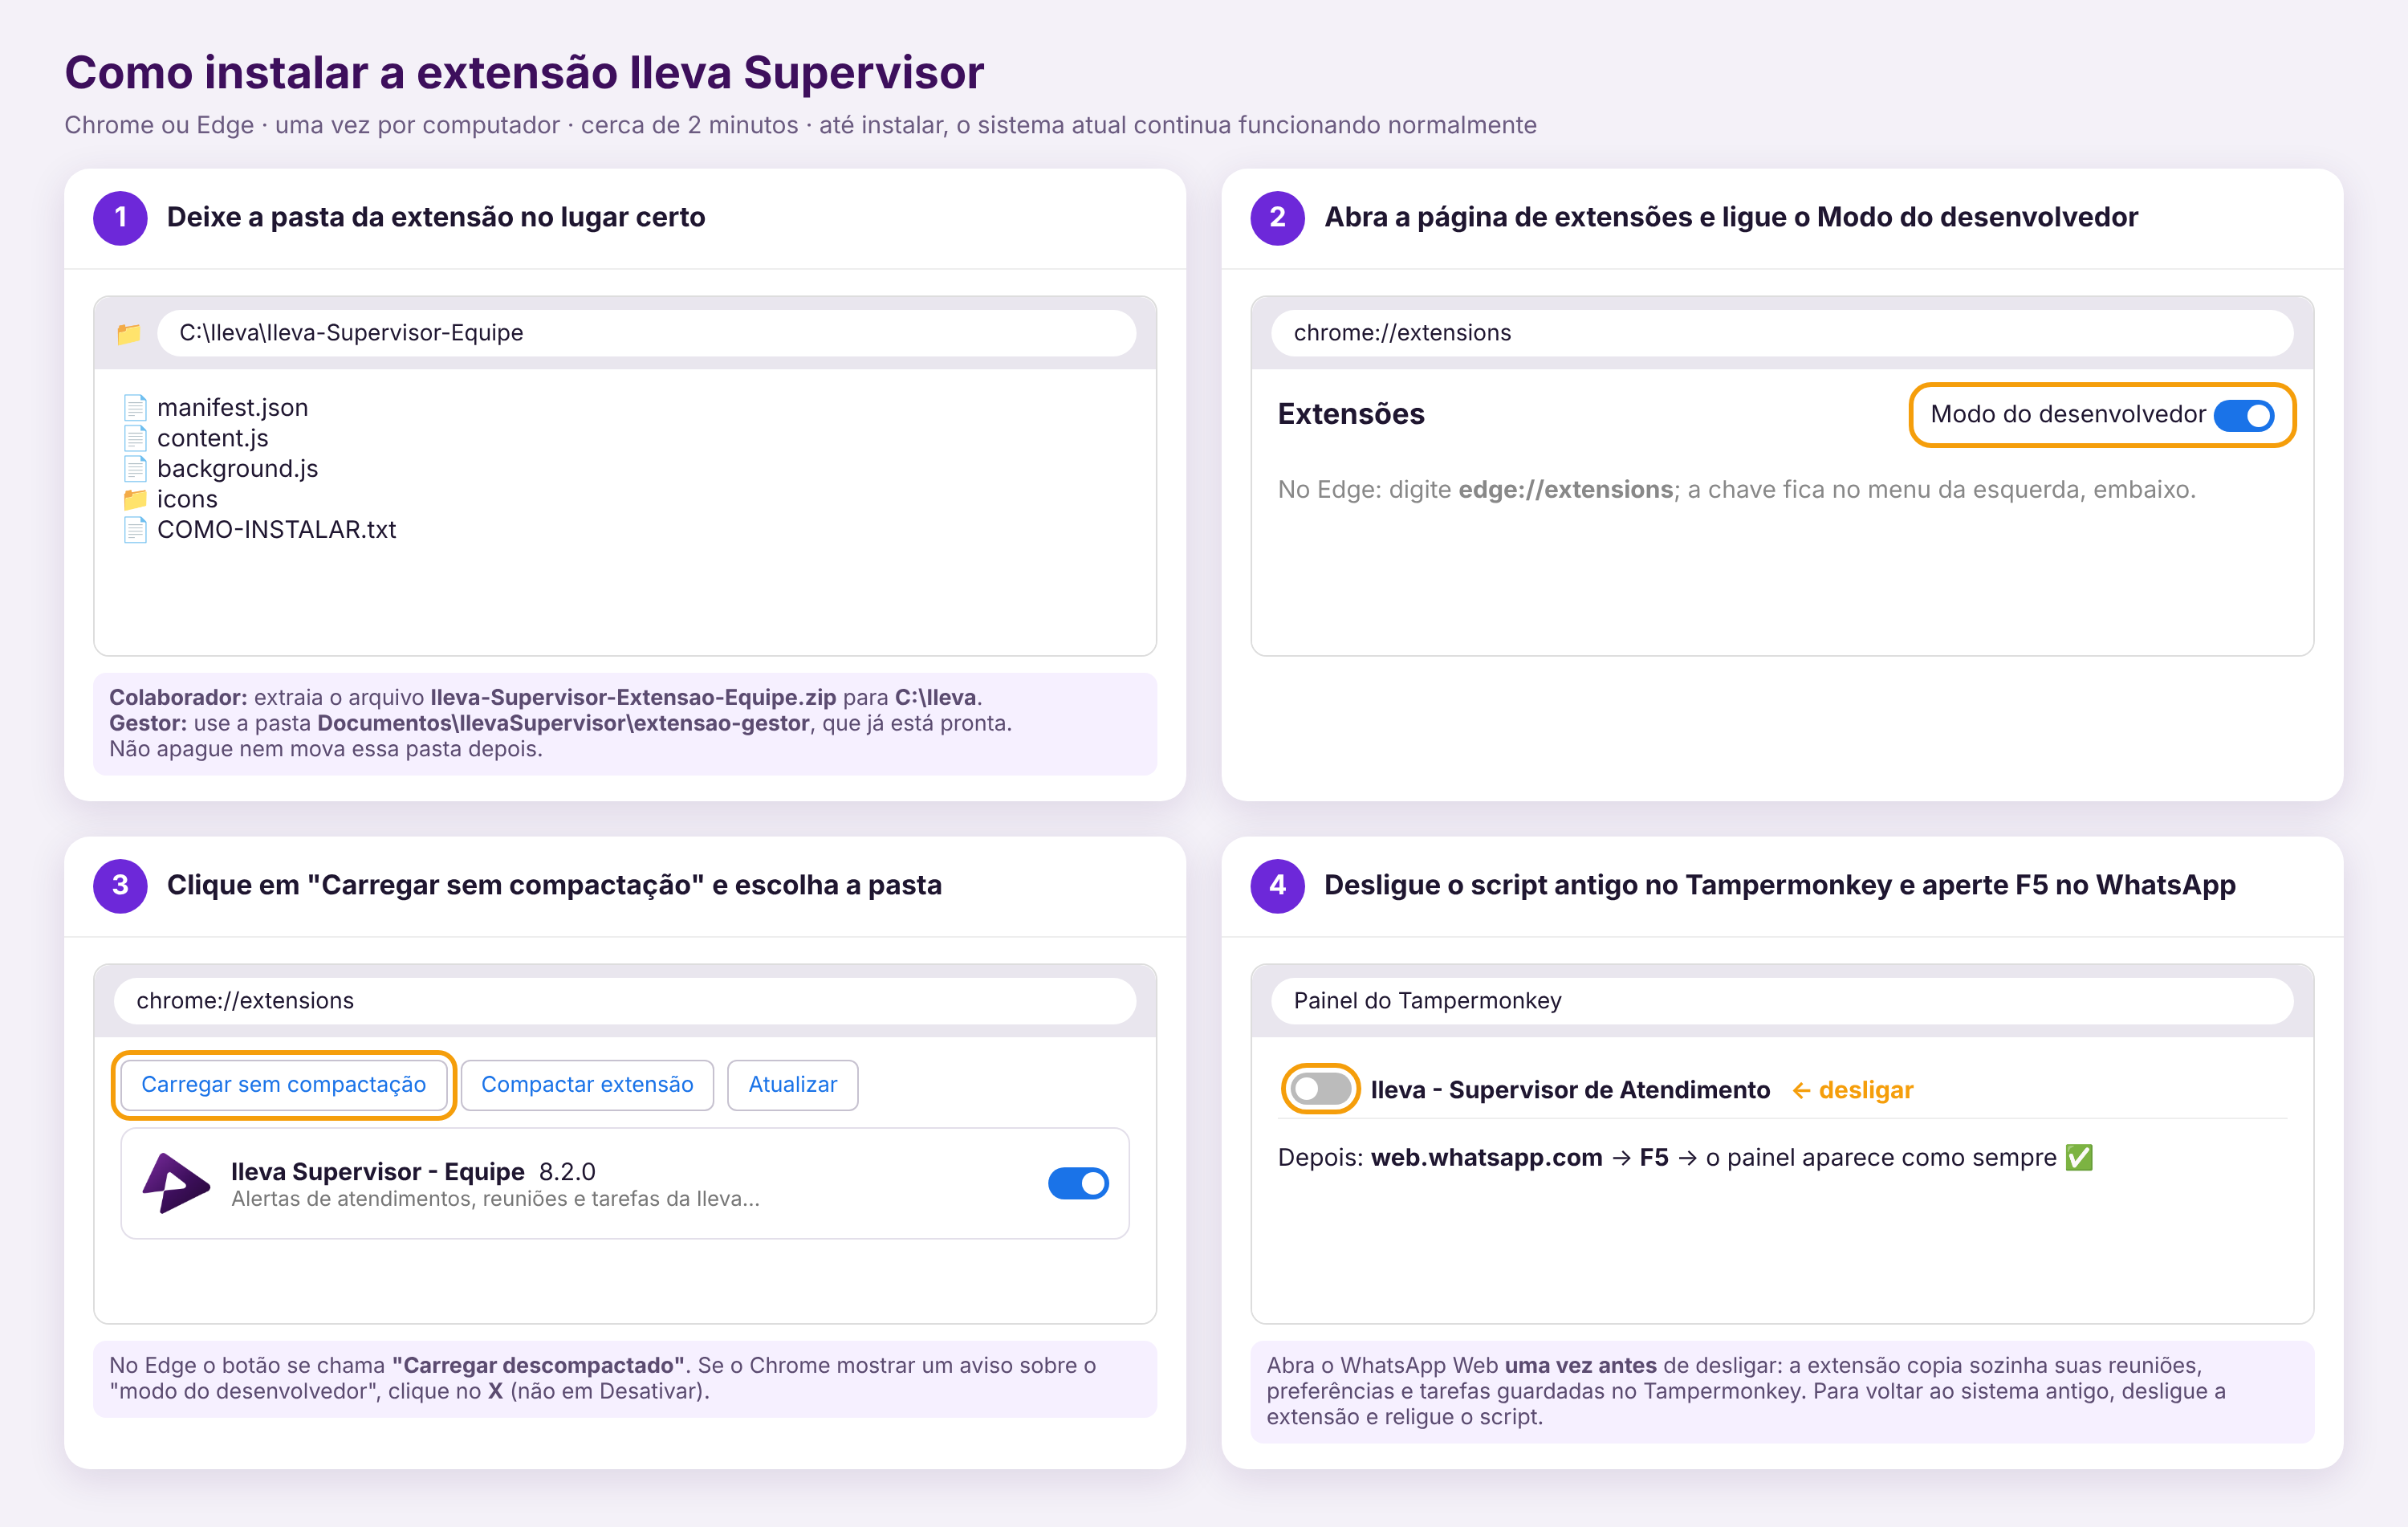 Como instalar a extensão lleva Supervisor
Chrome ou Edge · uma vez por computador · cerca de 2 minutos · até instalar, o sistema atual continua funcionando normalmente
1 Deixe a pasta da extensão no lugar certo
C:\lleva\lleva-Supervisor-Equipe
manifest.json
content.js
background.js
icons
COMO-INSTALAR.txt
Colaborador: extraia o arquivo lleva-Supervisor-Extensao-Equipe.zip para C:\lleva.
Gestor: use a pasta Documentos\llevaSupervisor\extensao-gestor, que já está pronta.
Não apague nem mova essa pasta depois.
2 Abra a página de extensões e ligue o Modo do desenvolvedor
chrome://extensions
Extensões
Modo do desenvolvedor
No Edge: digite edge://extensions; a chave fica no menu da esquerda, embaixo.
3 Clique em "Carregar sem compactação" e escolha a pasta
chrome://extensions
Carregar sem compactação Compactar extensão Atualizar
lleva Supervisor - Equipe 8.2.0
Alertas de atendimentos, reuniões e tarefas da lleva...
No Edge o botão se chama "Carregar descompactado". Se o Chrome mostrar um aviso sobre o
"modo do desenvolvedor", clique no X (não em Desativar).
4 Desligue o script antigo no Tampermonkey e aperte F5 no WhatsApp
Painel do Tampermonkey
lleva - Supervisor de Atendimento ← desligar
Depois: web.whatsapp.com → F5 → o painel aparece como sempre ✅
Abra o WhatsApp Web uma vez antes de desligar: a extensão copia sozinha suas reuniões,
preferências e tarefas guardadas no Tampermonkey. Para voltar ao sistema antigo, desligue a
extensão e religue o script.